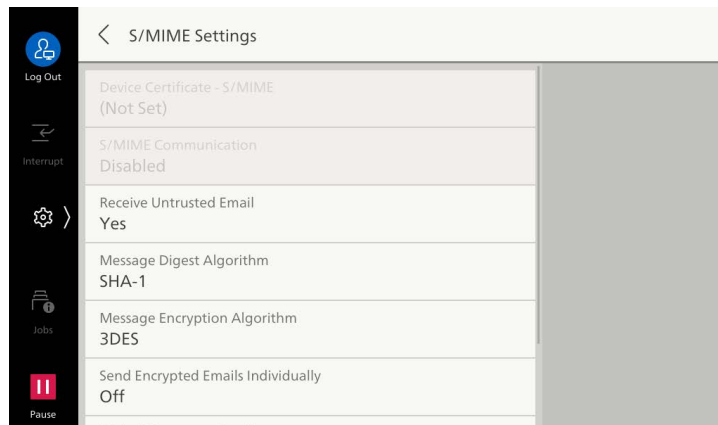 S/MIME Settings
Log Out
Device Certificate - S/MIME
(Not Set)
S/MIME Communication
Disabled
Interrupt
Receive Untrusted Email
Yes
Message Digest Algorithm
SHA-1
Message Encryption Algorithm
3DES
Jobs
Send Encrypted Emails Individually
Off
Pause